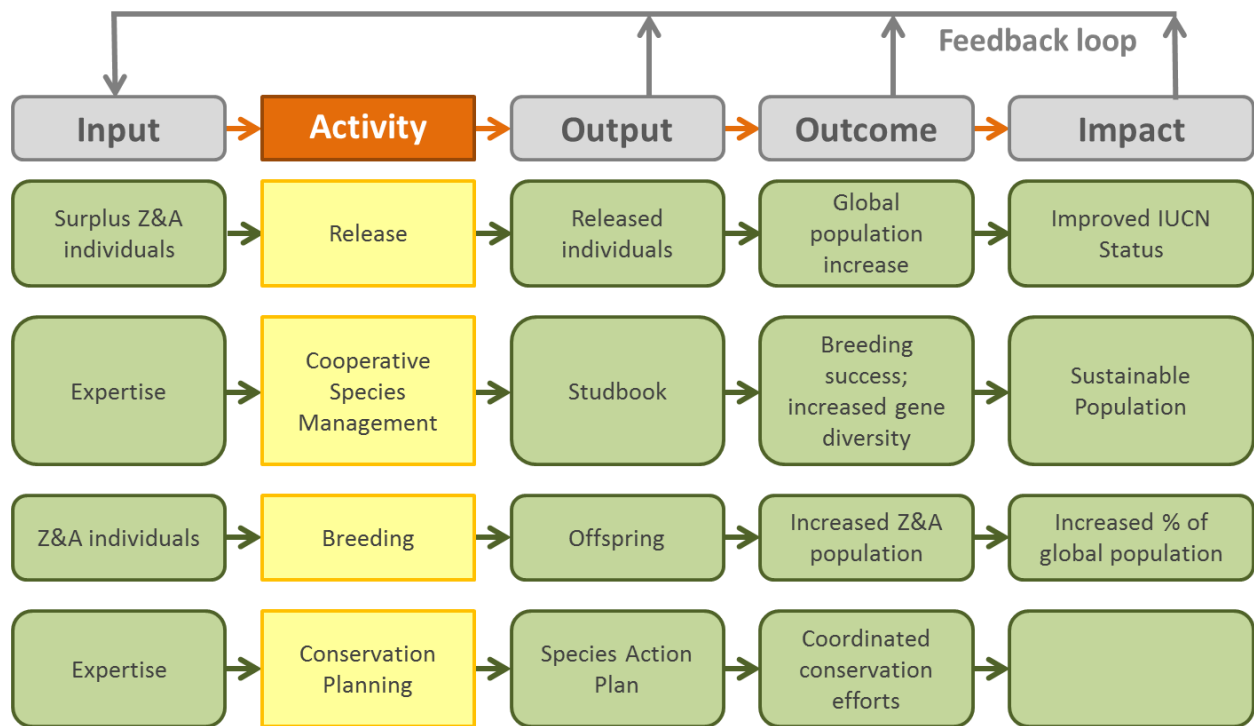 Feedback loop
Input
Activity
Output
Outcome
Impact
Surplus Z&A
individuals
Release
Released
individuals
Global
population
increase
Improved IUCN
Status
Expertise
Cooperative
Species
Management
Studbook
Breeding
success;
increased gene
diversity
Sustainable
Population
Z&A individuals
Breeding
Offspring
Increased Z&A
population
Increased % of
global population
Expertise
Conservation
Planning
Species Action
Plan
Coordinated
conservation
efforts